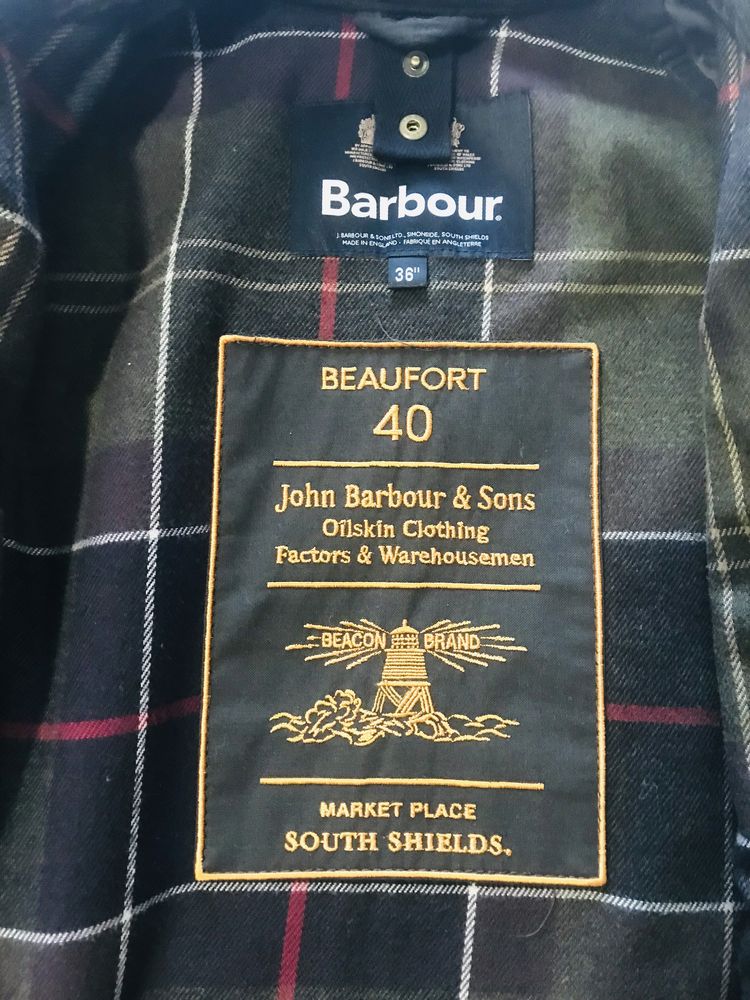 Barbour.
J. BARBOUR & SONS LTD., SIMONSIDE, SOUTH SHIELDS
MADE IN ENGLAND - FABRIQUÉ EN ANGLETERRE
36"
BEAUFORT
40
John Barbour & Sons
Oilskin Clothing
Factors & Warehousemen
BEACON BRAND
MARKET PLACE
SOUTH SHIELDS.